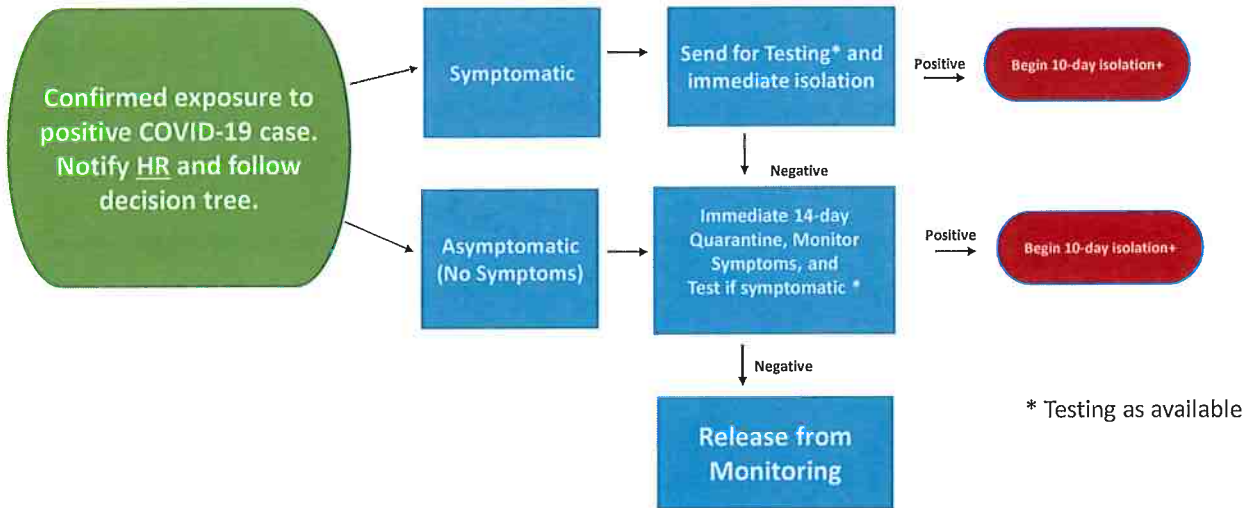 Confirmed exposure to
positive COVID-19 case.
Notify HR and follow
decision tree.
Symptomatic
Send for Testing* and
immediate isolation
Positive
Begin 10-day isolation+
Negative
Asymptomatic
(No Symptoms)
Immediate 14-day
Quarantine, Monitor
Symptoms, and
Test if symptomatic *
Positive
Begin 10-day isolation+
Negative
Release from
Monitoring
* Testing as available